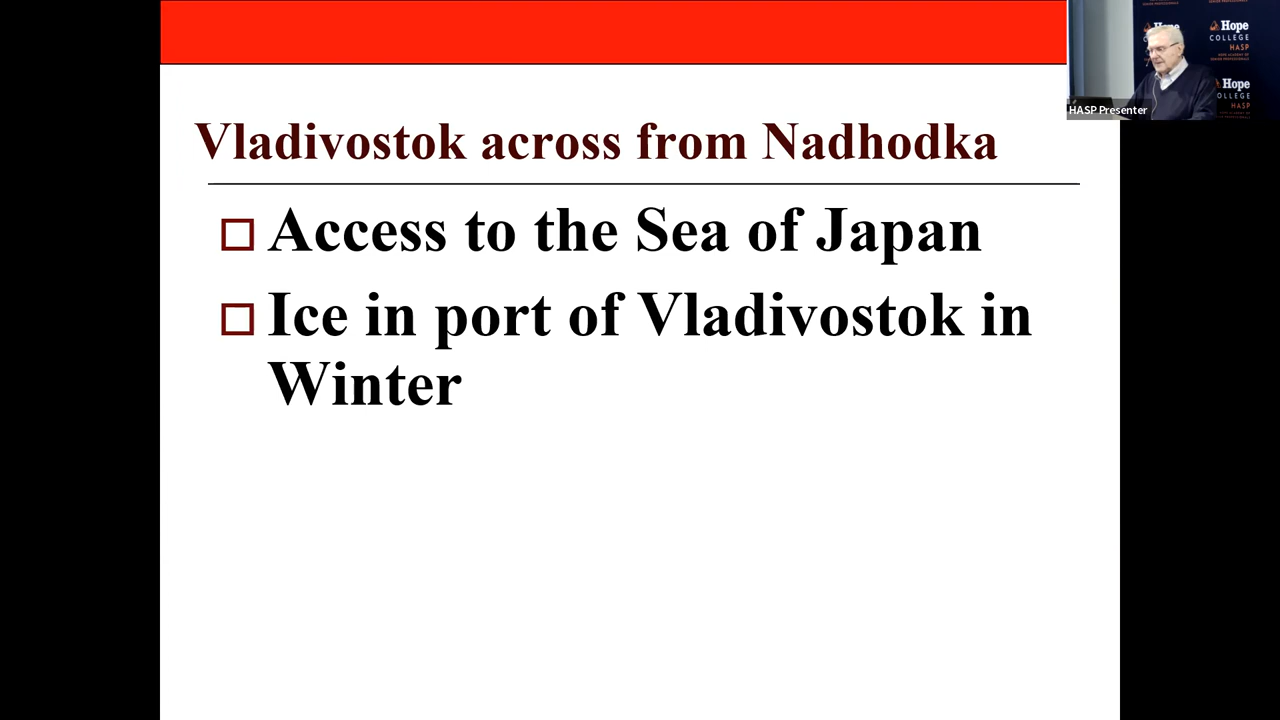 Vladivostok across from Nadhodka
Access to the Sea of Japan
Ice in port of Vladivostok in
Winter
Hope
COLLEGE
HASP
Hope
HASP
HASP Presenter